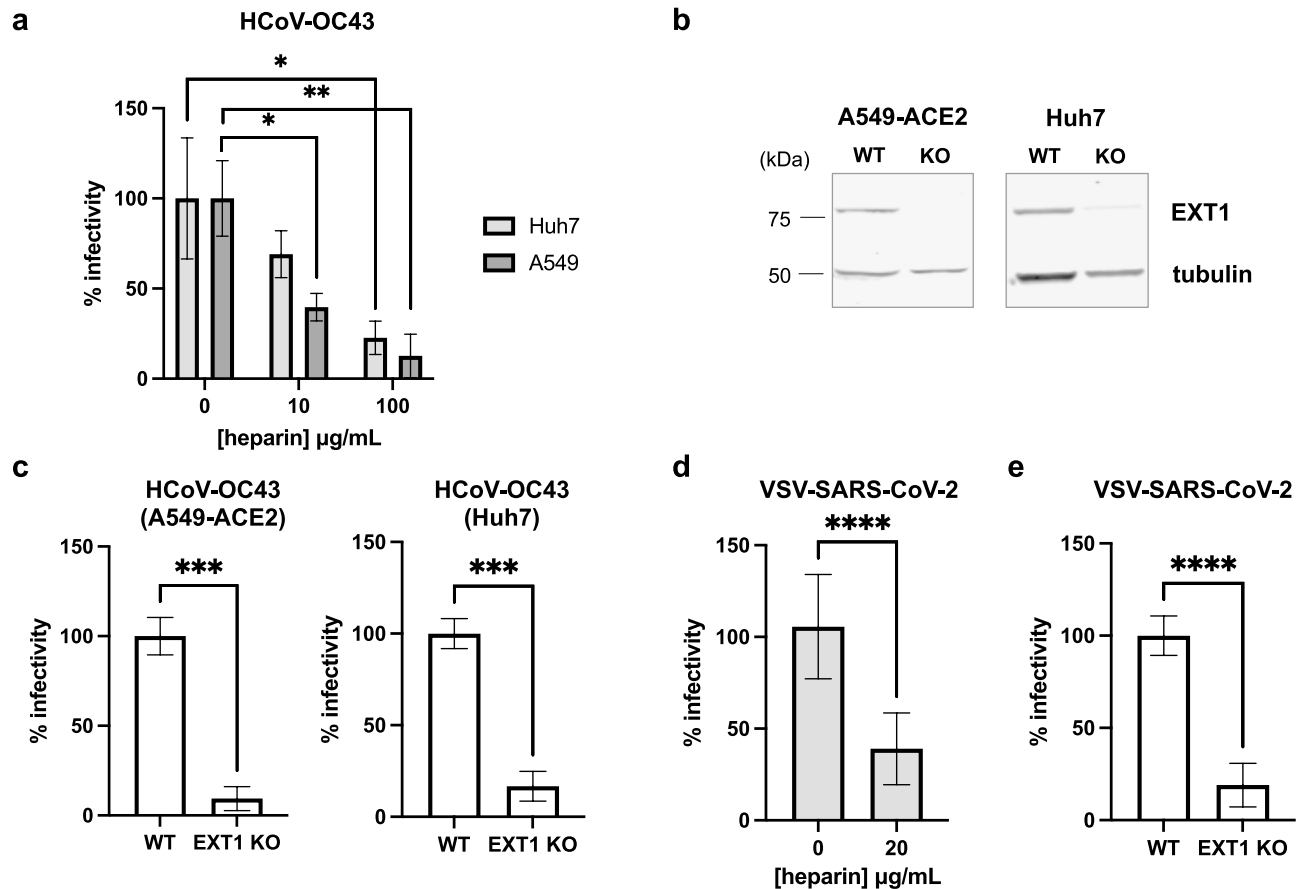 a
HCoV-OC43
*
**
*
150
100
50
0
% infectivity
0 10 100
[heparin] µg/mL
Huh7
A549
b
A549-ACE2 Huh7
(kDa) WT KO WT KO
75
50
EXT1
tubulin
c
HCoV-OC43
(A549-ACE2)
***
150
100
50
0
% infectivity
WT EXT1 KO
HCoV-OC43
(Huh7)
***
150
100
50
0
% infectivity
WT EXT1 KO
d
VSV-SARS-CoV-2
****
150
100
50
0
% infectivity
0 20
[heparin] µg/mL
e
VSV-SARS-CoV-2
****
150
100
50
0
% infectivity
WT EXT1 KO